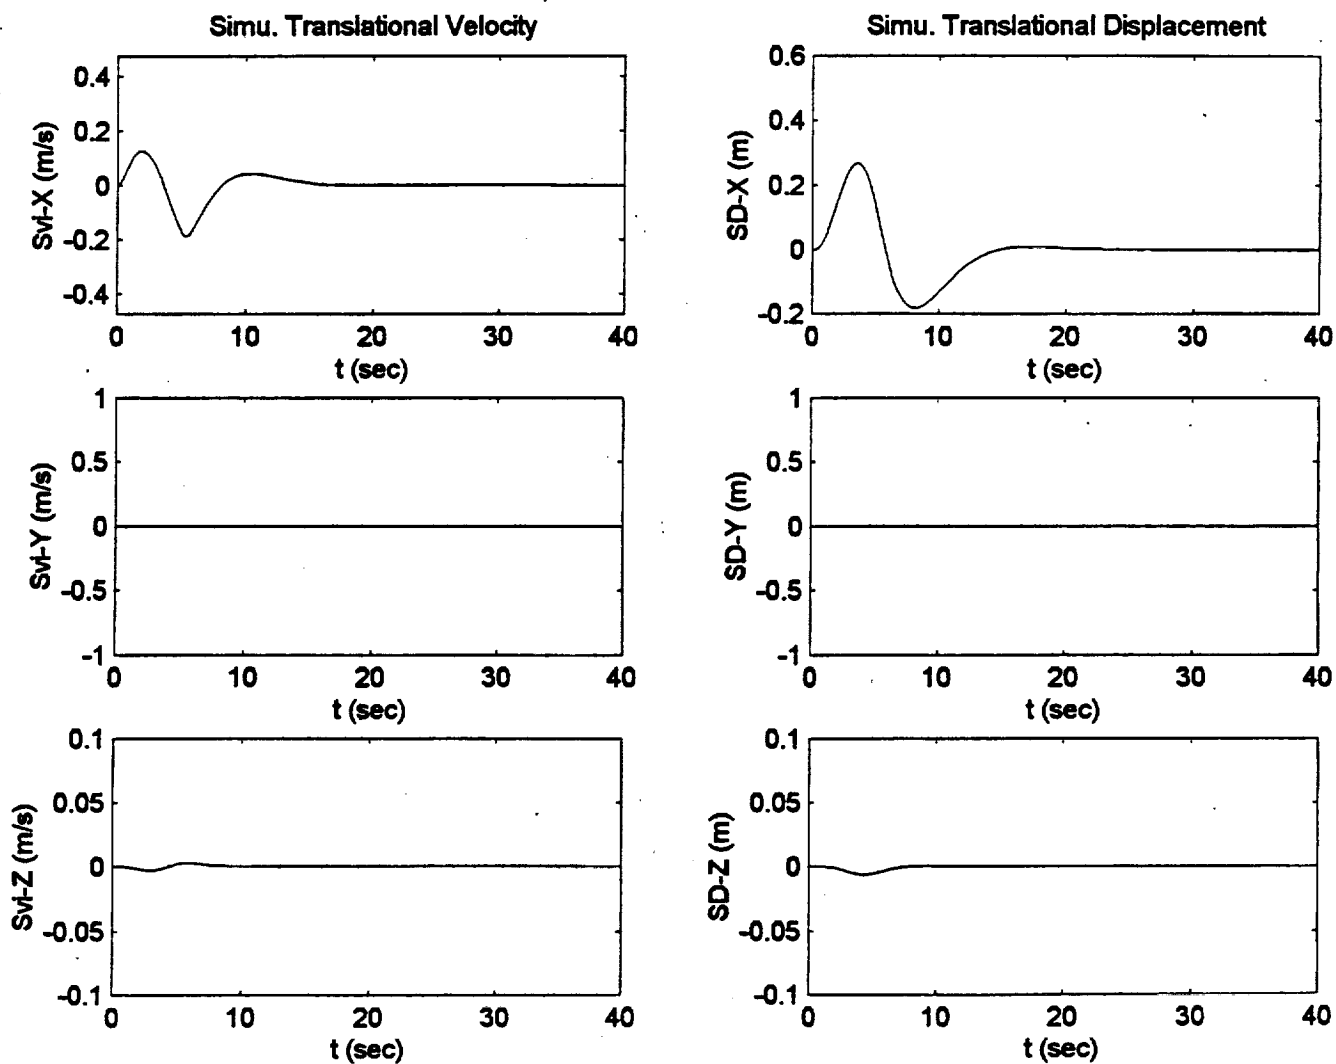 Simu. Translational Velocity
0.4
0.2
0
-0.2
-0.4
Svi-X (m/s)
0 10 20 30 40
t (sec)
Simu. Translational Displacement
0.6
0.4
0.2
0
-0.2
SD-X (m)
0 10 20 30 40
t (sec)
1
0.5
0
-0.5
-1
Svi-Y (m/s)
0 10 20 30 40
t (sec)
1
0.5
0
-0.5
-1
SD-Y (m)
0 10 20 30 40
t (sec)
0.1
0.05
0
-0.05
-0.1
Svi-Z (m/s)
0 10 20 30 40
t (sec)
0.1
0.05
0
-0.05
-0.1
SD-Z (m)
0 10 20 30 40
t (sec)